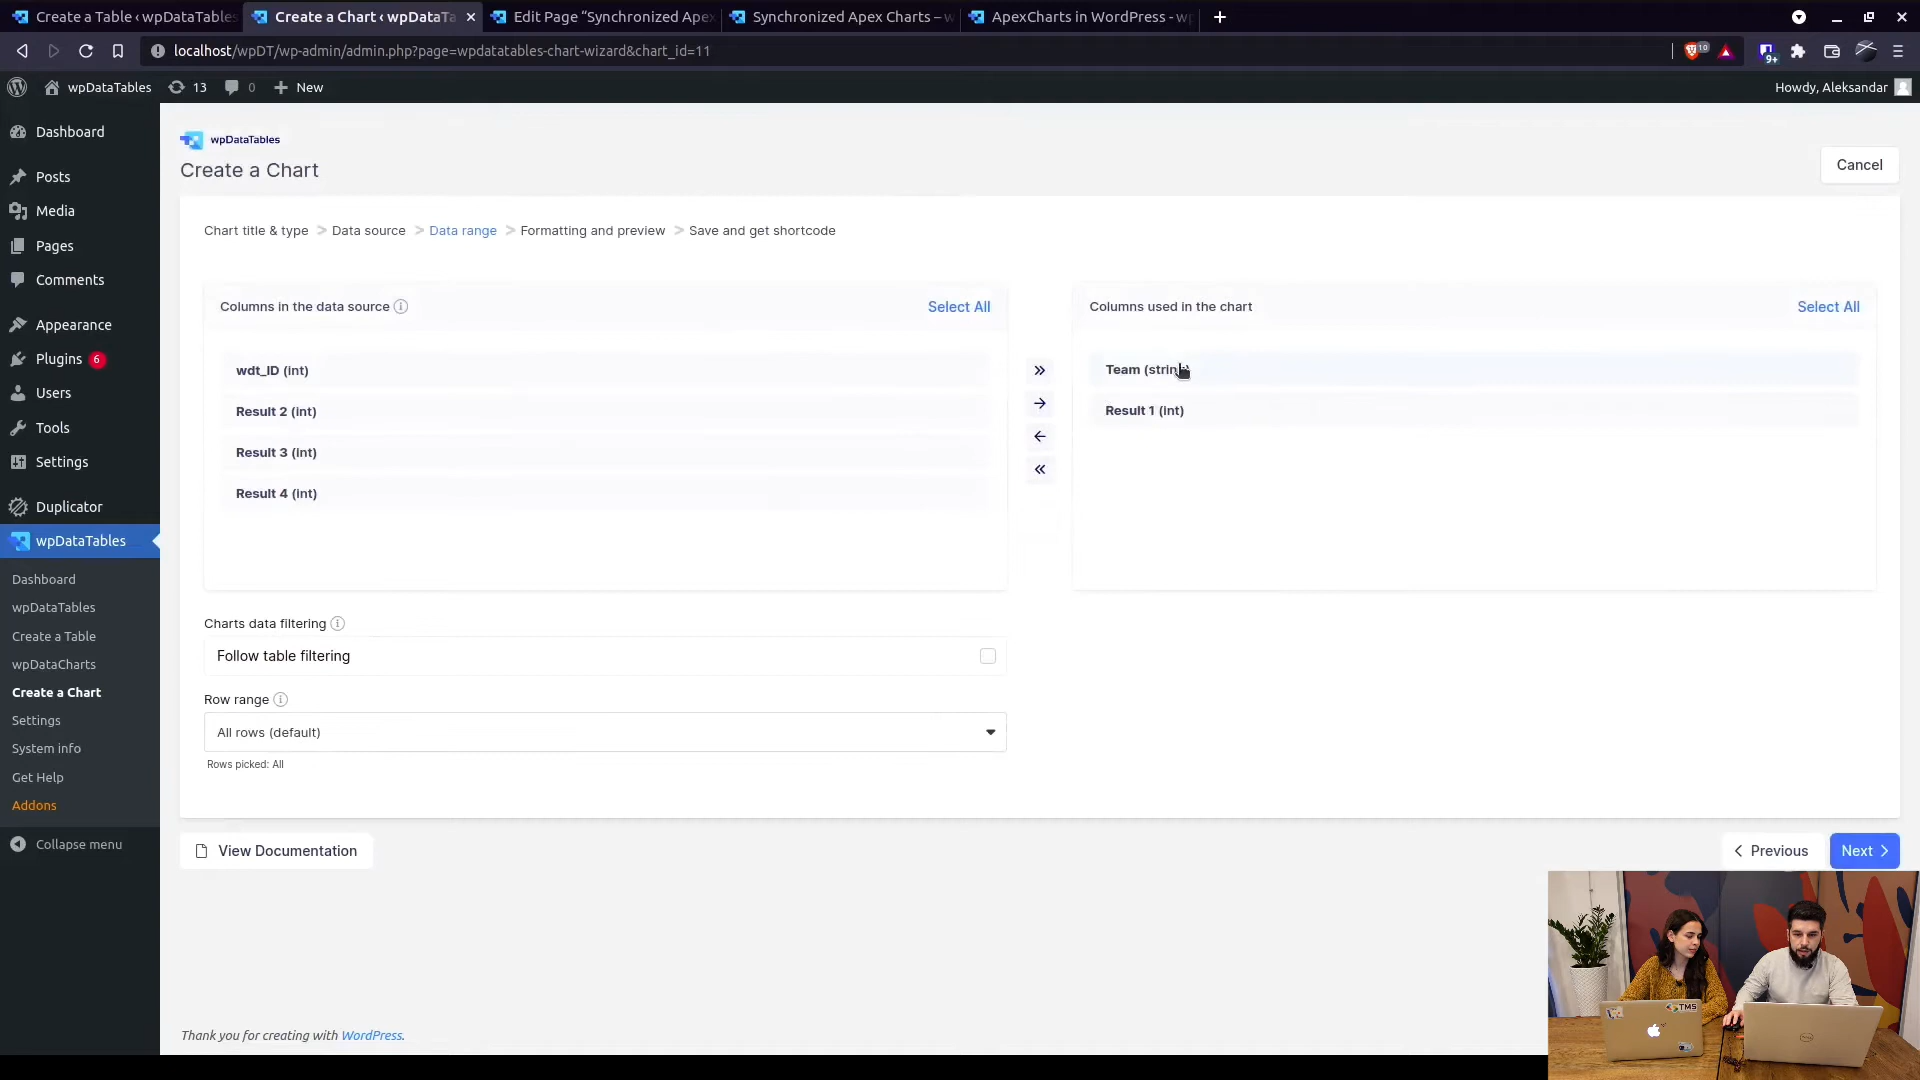 Create a Table ‹ wpDataTables
Create a Chart ‹ wpDataTa
Edit Page “Synchronized Apex
Synchronized Apex Charts – w
ApexCharts in WordPress - wp
localhost/wpDT/wp-admin/admin.php?page=wpdatatables-chart-wizard&chart_id=11
10
9+
wpDataTables
13
0
New
Howdy, Aleksandar
Dashboard
Posts
Media
Pages
Comments
Appearance
Plugins 6
Users
Tools
Settings
Duplicator
wpDataTables
Dashboard
wpDataTables
Create a Table
wpDataCharts
Create a Chart
Settings
System info
Get Help
Addons
Collapse menu
wpDataTables
Create a Chart
Cancel
Chart title & type > Data source > Data range > Formatting and preview > Save and get shortcode
Columns in the data source
Select All
wdt_ID (int)
Result 2 (int)
Result 3 (int)
Result 4 (int)
Columns used in the chart
Select All
Team (string)
Result 1 (int)
Charts data filtering
Follow table filtering
Row range
All rows (default)
Rows picked: All
View Documentation
Previous
Next
Thank you for creating with WordPress.
TMS
DELL